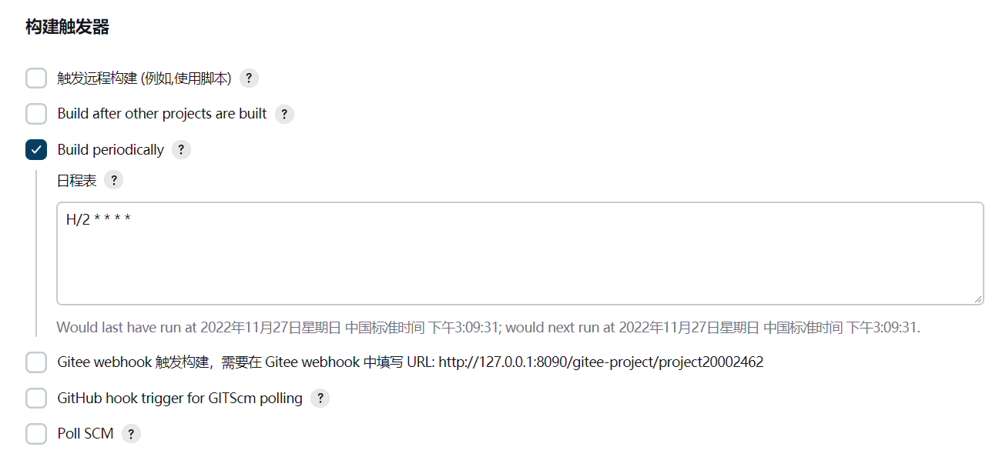 构建触发器
触发远程构建 (例如,使用脚本) ?
Build after other projects are built ?
Build periodically ?
日程表 ?
H/2 * * * *
Would last have run at 2022年11月27日星期日 中国标准时间 下午3:09:31; would next run at 2022年11月27日星期日 中国标准时间 下午3:09:31.
Gitee webhook 触发构建，需要在 Gitee webhook 中填写 URL: http://127.0.0.1:8090/gitee-project/project20002462
GitHub hook trigger for GITScm polling ?
Poll SCM ?